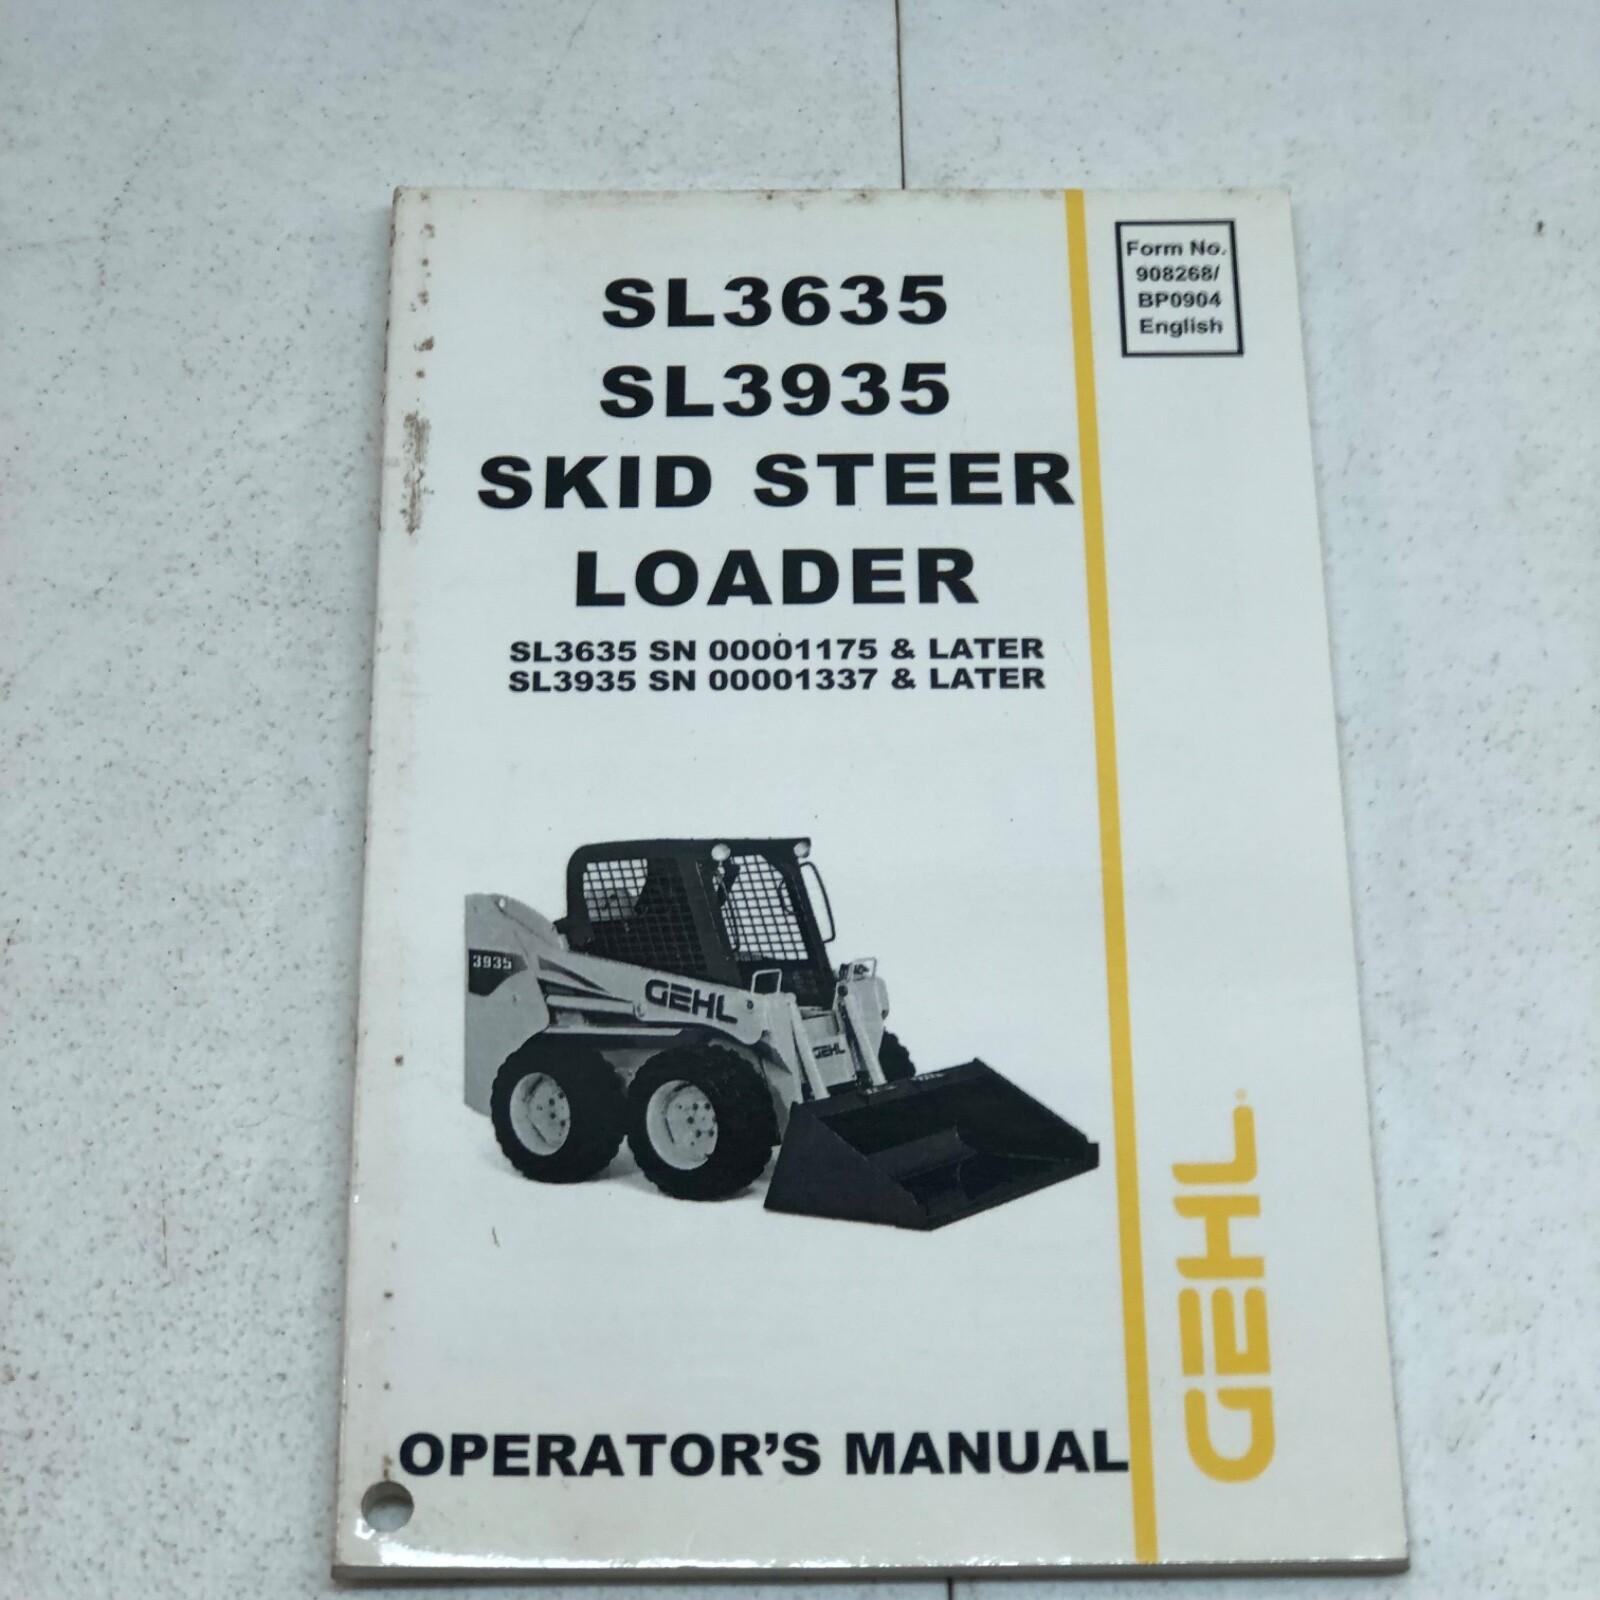 SL3635
SL3935
SKID STEER
LOADER
SL3635 SN 00001175 & LATER
SL3935 SN 00001337 & LATER
Form No.
908268/
BP0904
English
3935
GEHL
GEHL
OPERATOR'S MANUAL
GEHL